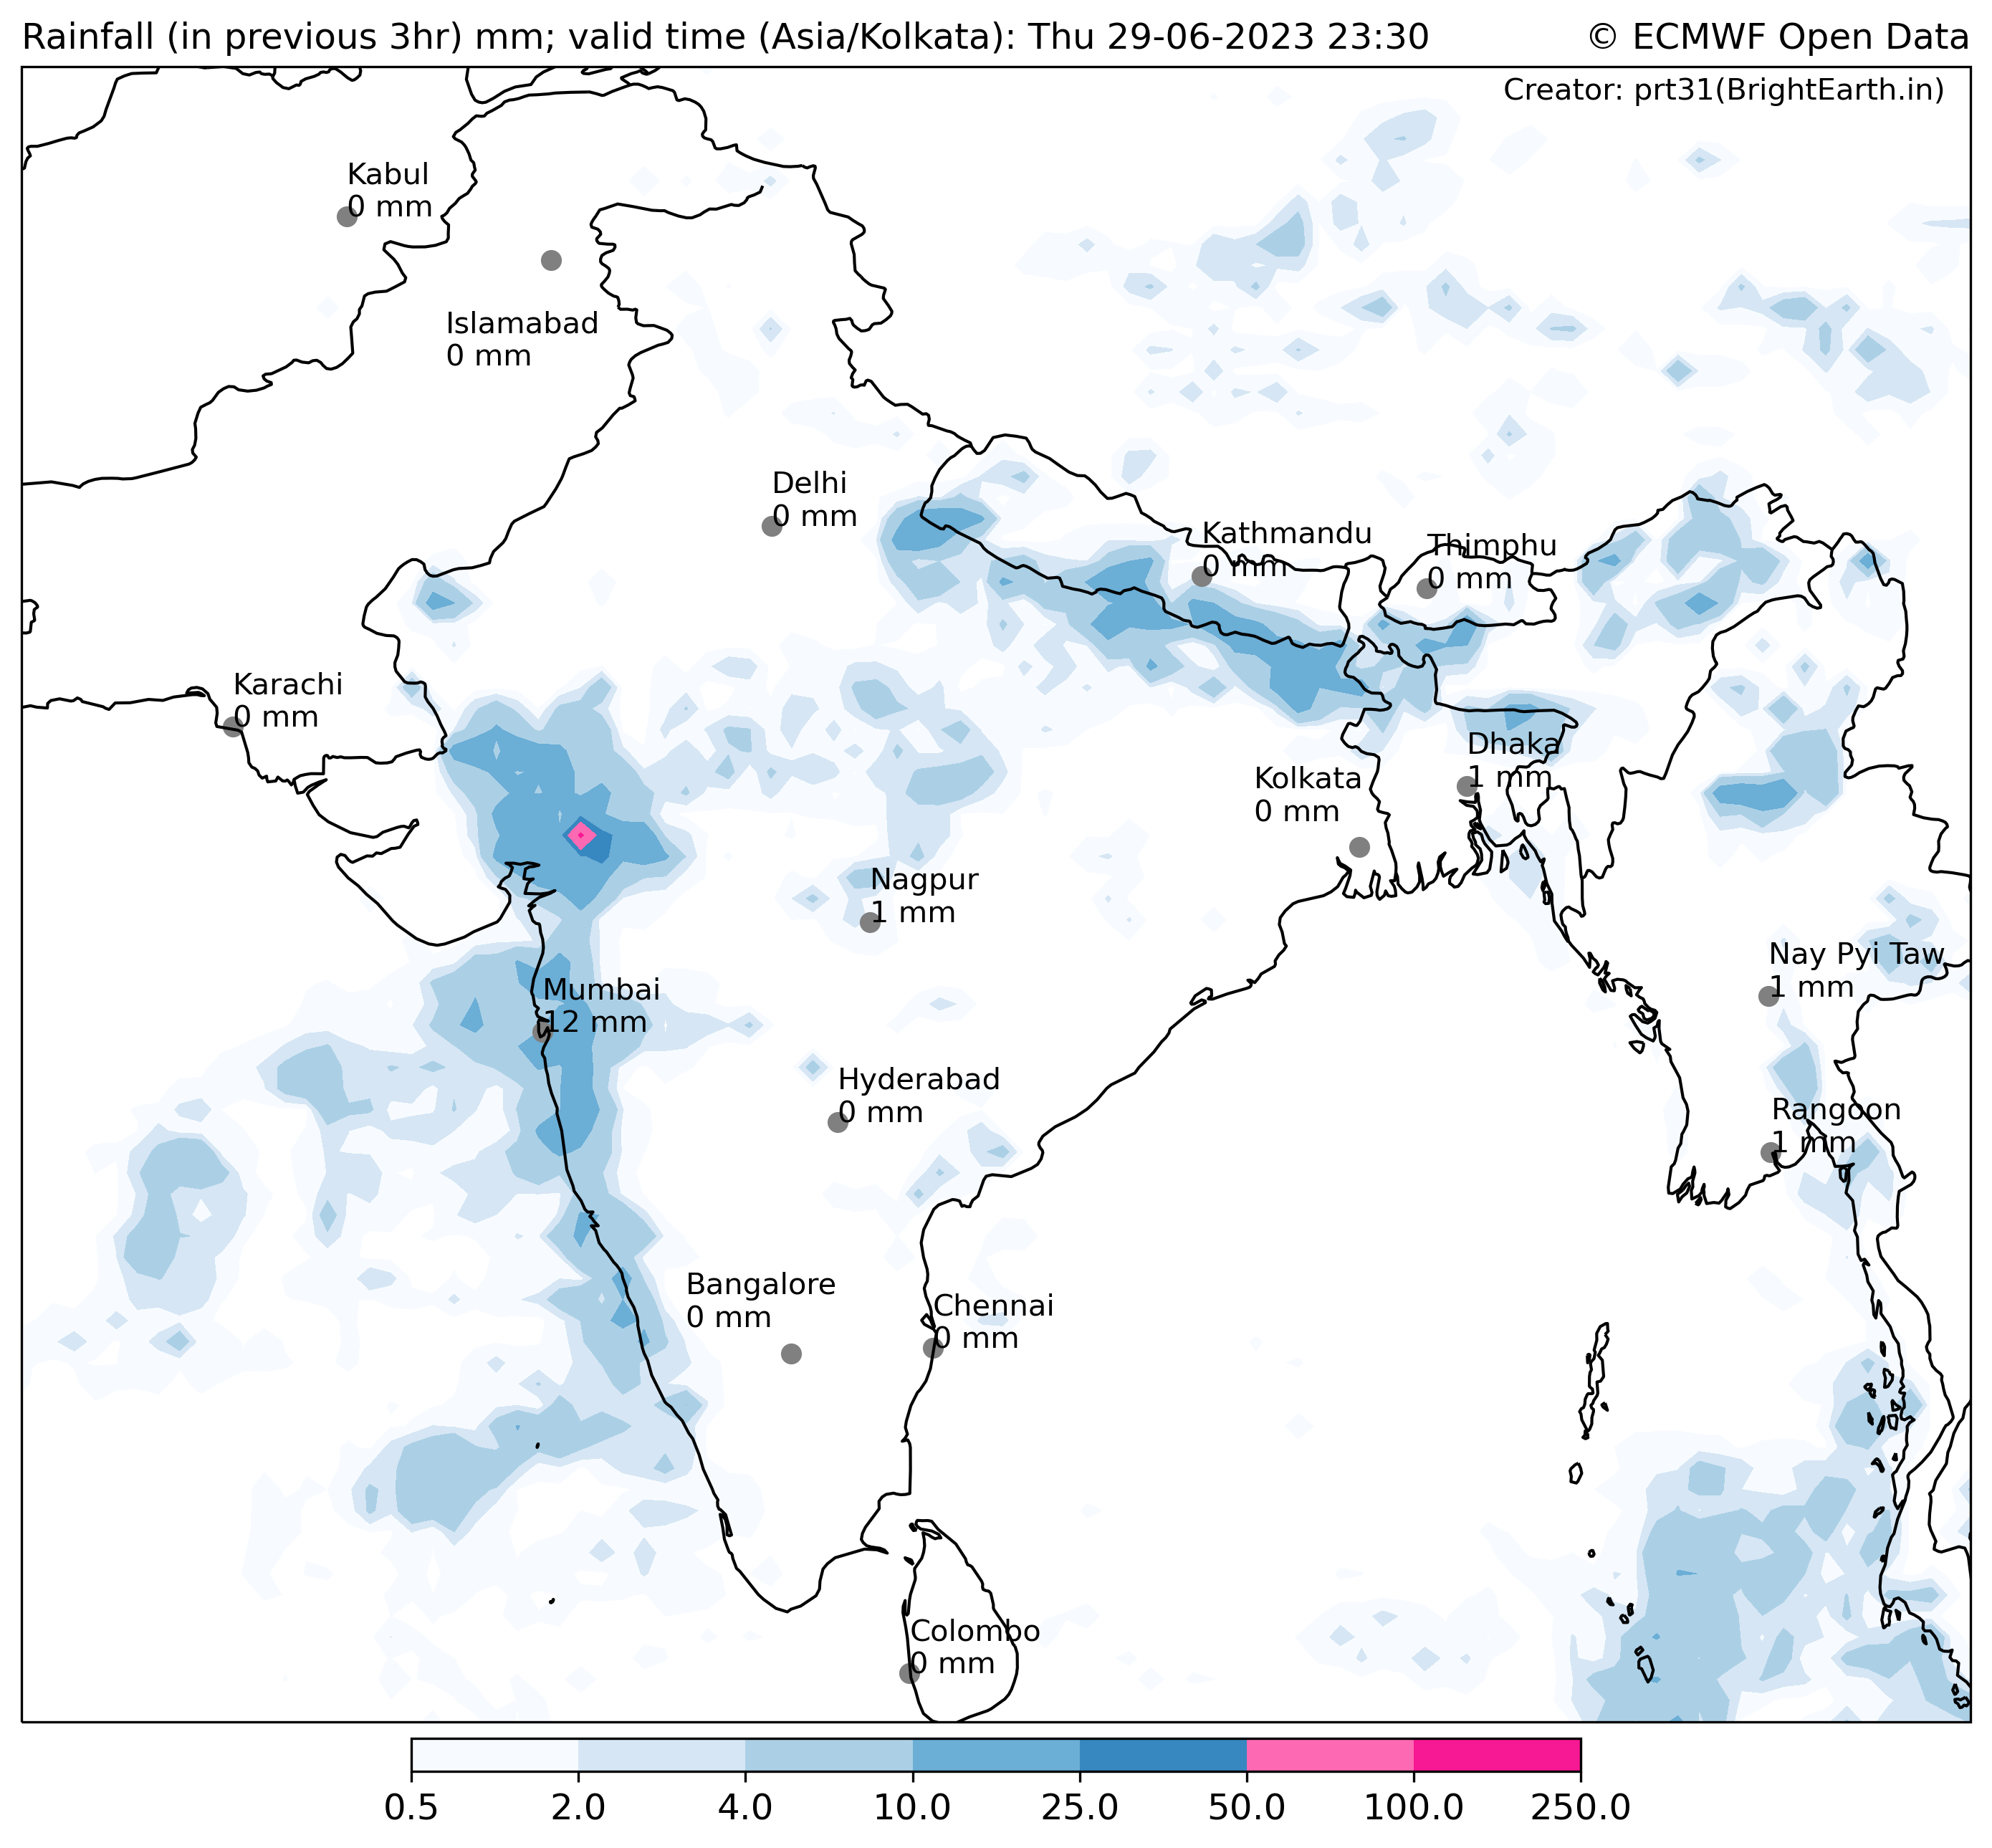 Rainfall (in previous 3hr) mm; valid time (Asia/Kolkata): Thu 29-06-2023 23:30
© ECMWF Open Data
Creator: prt31(BrightEarth.in)
Kabul
0 mm
Islamabad
0 mm
Delhi
0 mm
Kathmandu
0 mm
Thimphu
0 mm
Karachi
0 mm
Dhaka
1 mm
Kolkata
0 mm
Nagpur
1 mm
Nay Pyi Taw
1 mm
Mumbai
12 mm
Hyderabad
0 mm
Rangoon
1 mm
Bangalore
0 mm
Chennai
0 mm
Colombo
0 mm
0.5 2.0 4.0 10.0 25.0 50.0 100.0 250.0